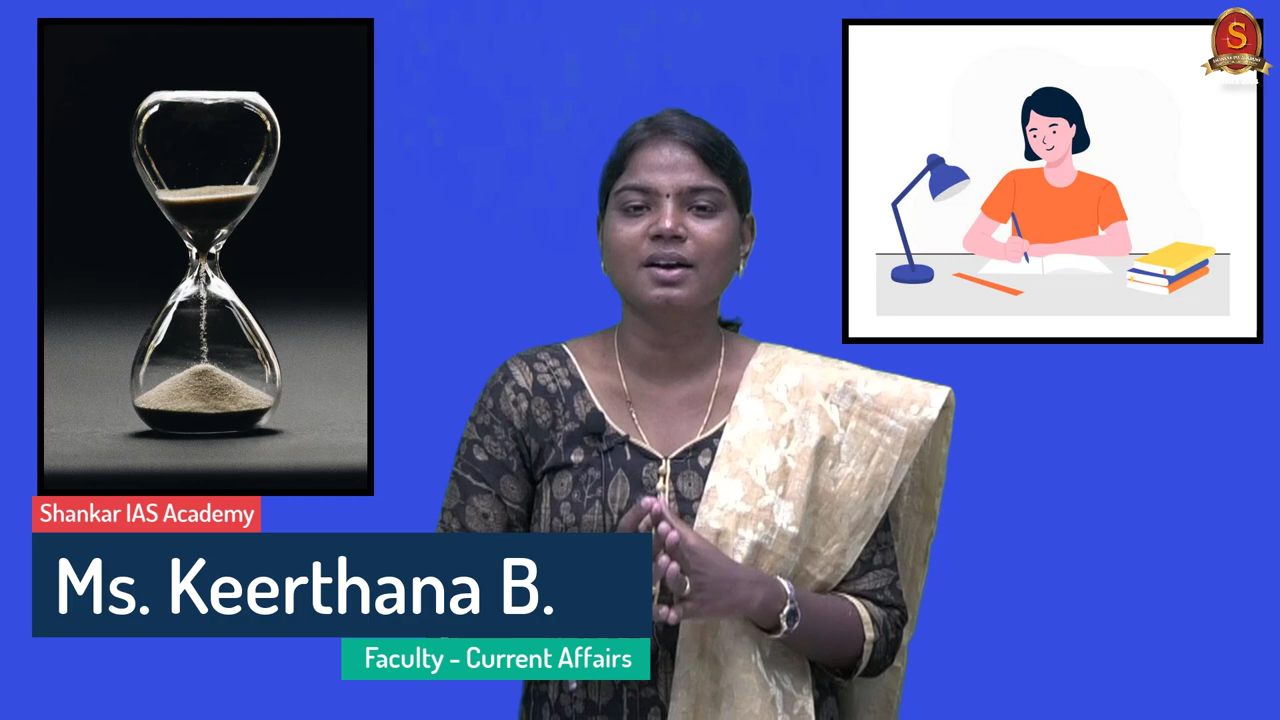 Shankar IAS Academy
Ms. Keerthana B.
Faculty - Current Affairs
S